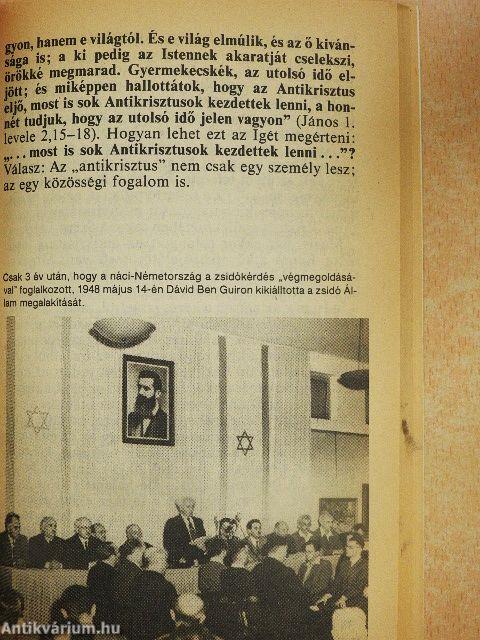 gyon, hanem e világtól. És e világ elmúlik, és az ő kíván-
sága is; a ki pedig az Istennek akaratját cselekszi,
örökké megmarad. Gyermekecskék, az utolsó idő el-
jött; és miképpen hallottátok, hogy az Antikrisztus
eljő, most is sok Antikrisztusok kezdettek lenni, a hon-
nét tudjuk, hogy az utolsó idő jelen vagyon” (János 1.
levele 2,15–18). Hogyan lehet ezt az Igét megérteni:
„...most is sok Antikrisztusok kezdettek lenni...”?
Válasz: Az „antikrisztus” nem csak egy személy lesz;
az egy közösségi fogalom is.
Csak 3 év után, hogy a náci-Németország a zsidókérdés „végmegoldásá-
val” foglalkozott, 1948 május 14-én Dávid Ben Guiron kikiálltotta a zsidó Ál-
lam megalakítását.
Antikvárium.hu